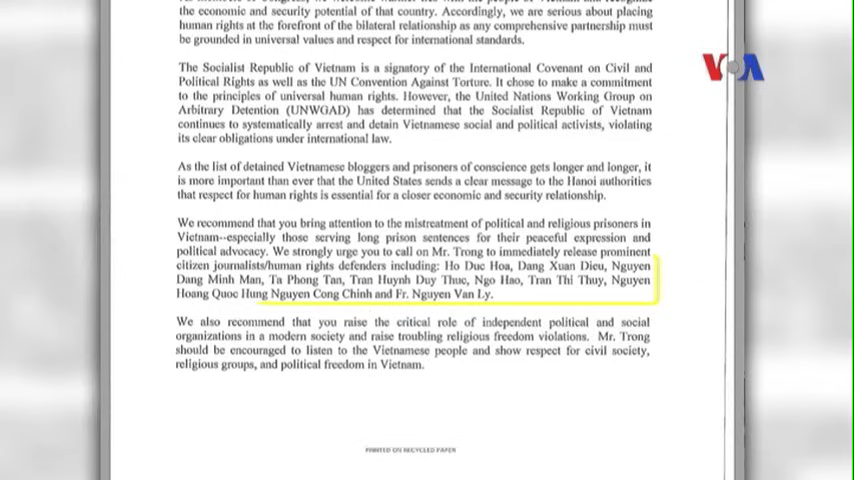 the economic and security potential of that country. Accordingly, we are serious about placing
human rights at the forefront of the bilateral relationship as any comprehensive partnership must
be grounded in universal values and respect for international standards.
The Socialist Republic of Vietnam is a signatory of the International Covenant on Civil and
Political Rights as well as the UN Convention Against Torture. It chose to make a commitment
to the principles of universal human rights. However, the United Nations Working Group on
Arbitrary Detention (UNWGAD) has determined that the Socialist Republic of Vietnam
continues to systematically arrest and detain Vietnamese social and political activists, violating
its clear obligations under international law.
As the list of detained Vietnamese bloggers and prisoners of conscience gets longer and longer, it
is more important than ever that the United States sends a clear message to the Hanoi authorities
that respect for human rights is essential for a closer economic and security relationship.
We recommend that you bring attention to the mistreatment of political and religious prisoners in
Vietnam--especially those serving long prison sentences for their peaceful expression and
political advocacy. We strongly urge you to call on Mr. Trong to immediately release prominent
citizen journalists/human rights defenders including: Ho Duc Hoa, Dang Xuan Dieu, Nguyen
Dang Minh Man, Ta Phong Tan, Tran Huynh Duy Thuc, Ngo Hao, Tran Thi Thuy, Nguyen
Hoang Quoc Hung Nguyen Cong Chinh and Fr. Nguyen Van Ly.
We also recommend that you raise the critical role of independent political and social
organizations in a modern society and raise troubling religious freedom violations. Mr. Trong
should be encouraged to listen to the Vietnamese people and show respect for civil society,
religious groups, and political freedom in Vietnam.
PRINTED ON RECYCLED PAPER
VOA